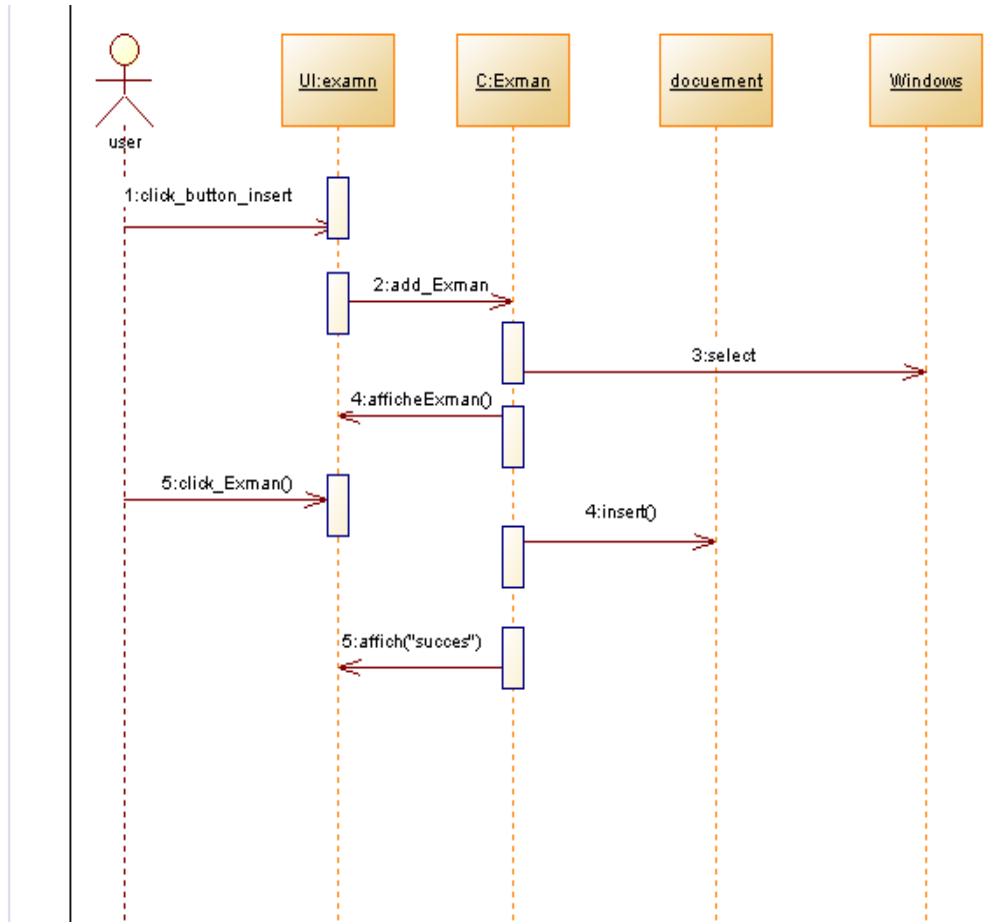 UI:examn
C:Exman
docuement
Windows
user
1:click_button_insert
2:add_Exman
3:select
4:afficheExman()
5:click_Exman()
4:insert()
5:affich("succes")